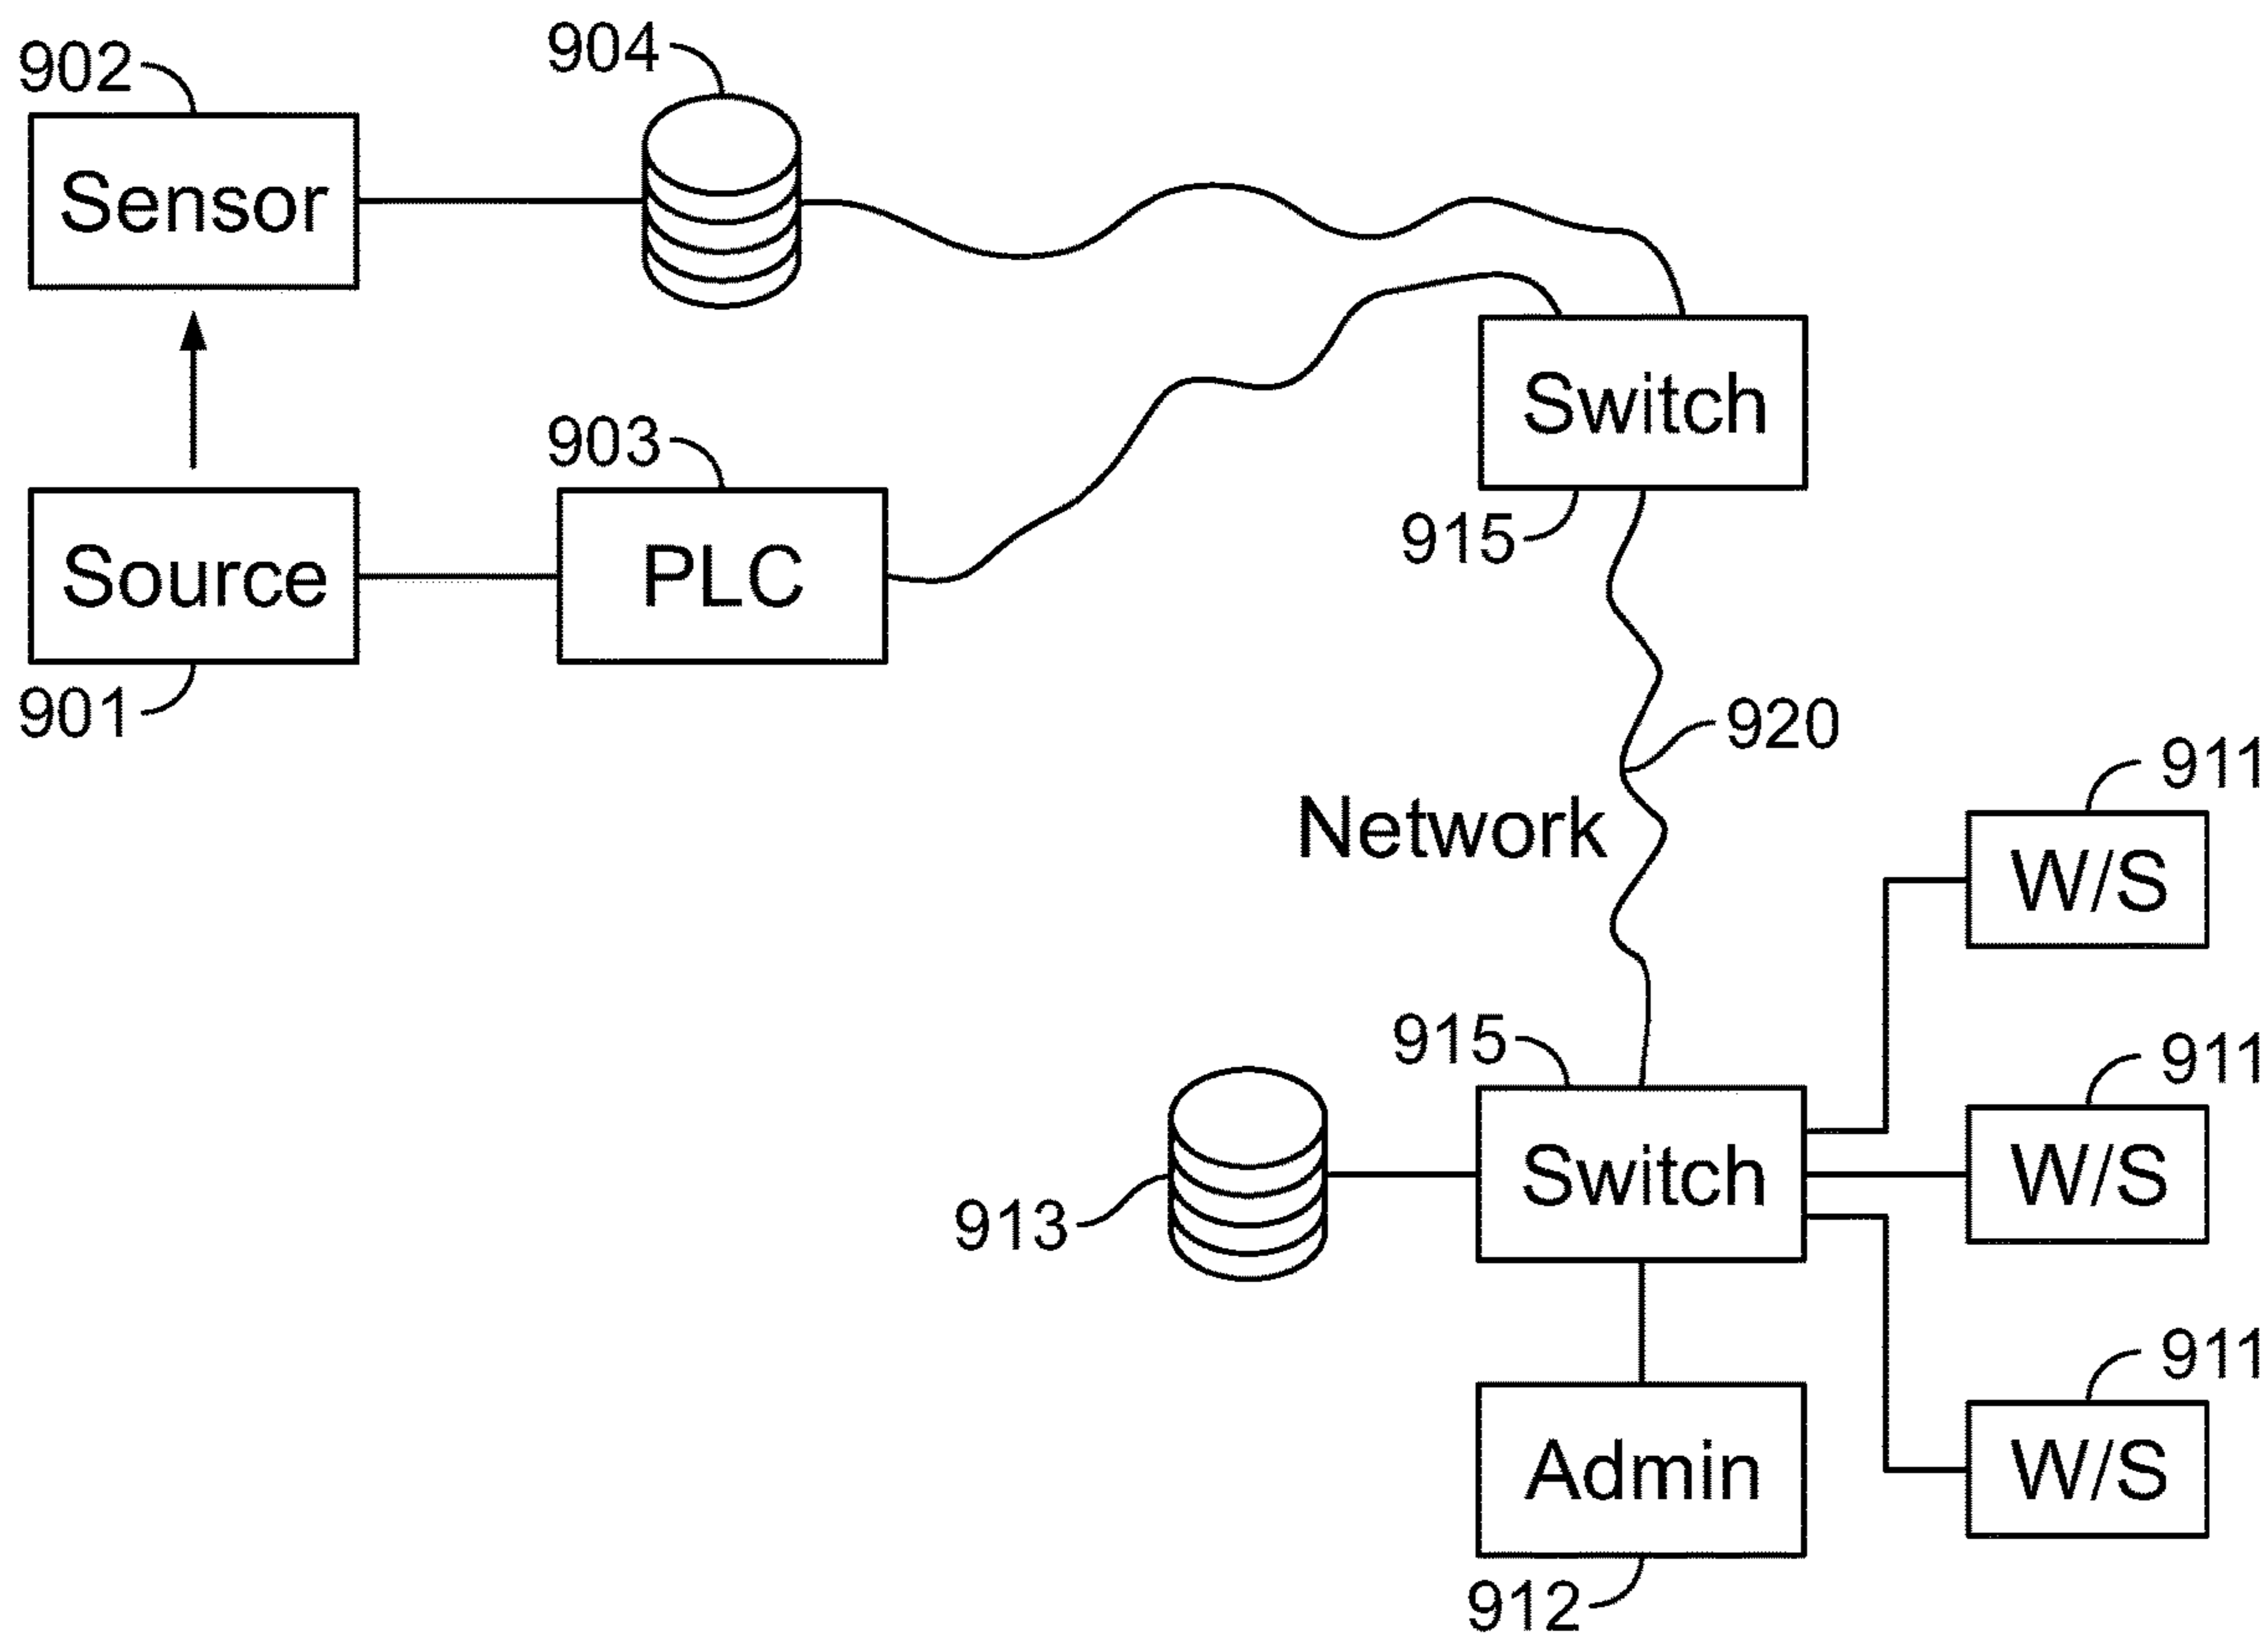 902
904
Sensor
Switch
903
915
Source
PLC
901
920
911
Network
W/S
915
911
913
Switch
W/S
911
Admin
W/S
912